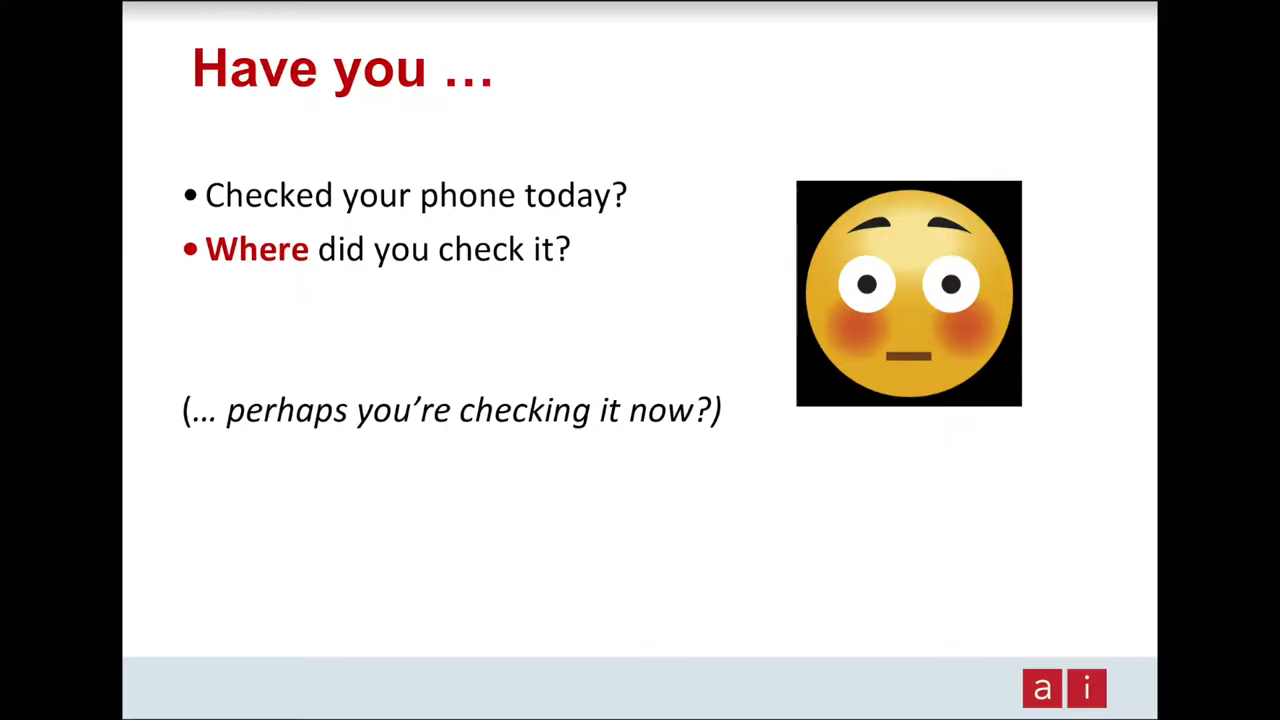 Have you …
• Checked your phone today?
• Where did you check it?
(… perhaps you’re checking it now?)
a i